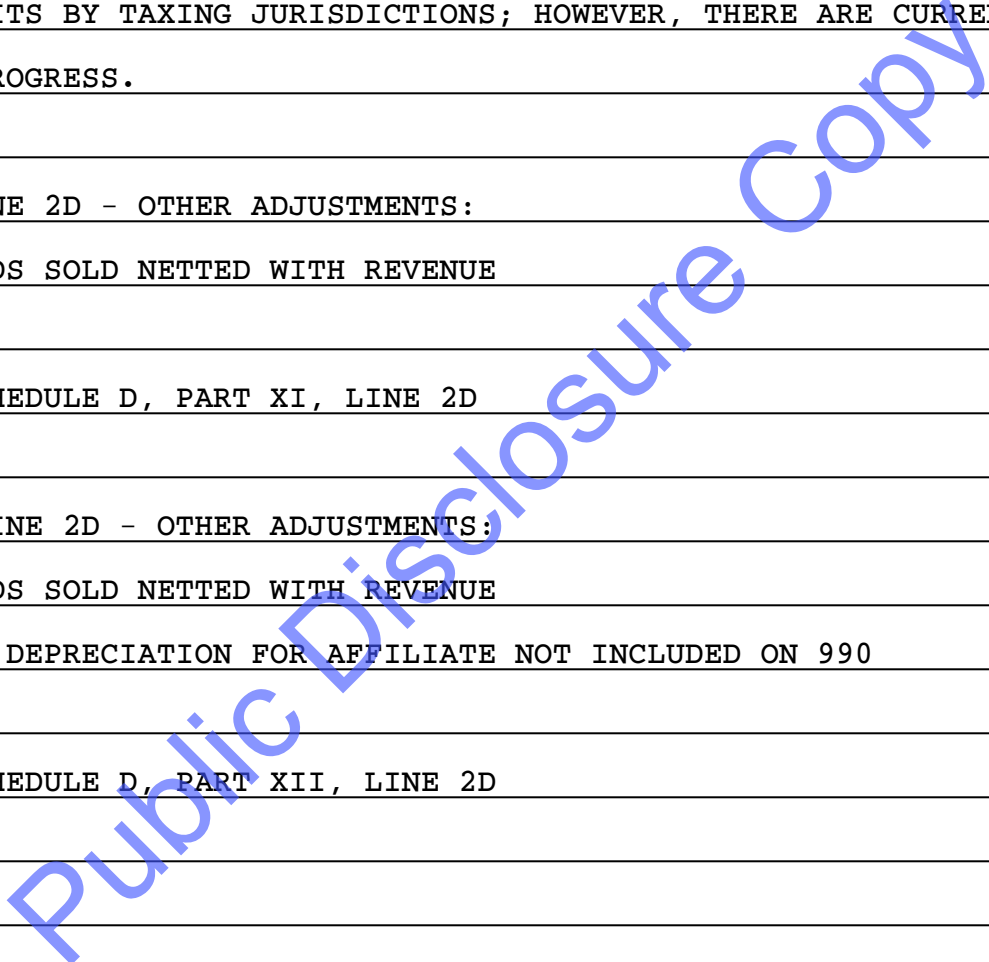 ITS BY TAXING JURISDICTIONS; HOWEVER, THERE ARE CURRE
ROGRESS.
NE 2D - OTHER ADJUSTMENTS:
DS SOLD NETTED WITH REVENUE
HEDULE D, PART XI, LINE 2D
INE 2D - OTHER ADJUSTMENTS:
DS SOLD NETTED WITH REVENUE
DEPRECIATION FOR AFFILIATE NOT INCLUDED ON 990
HEDULE D, PART XII, LINE 2D
Public Disclosure Copy